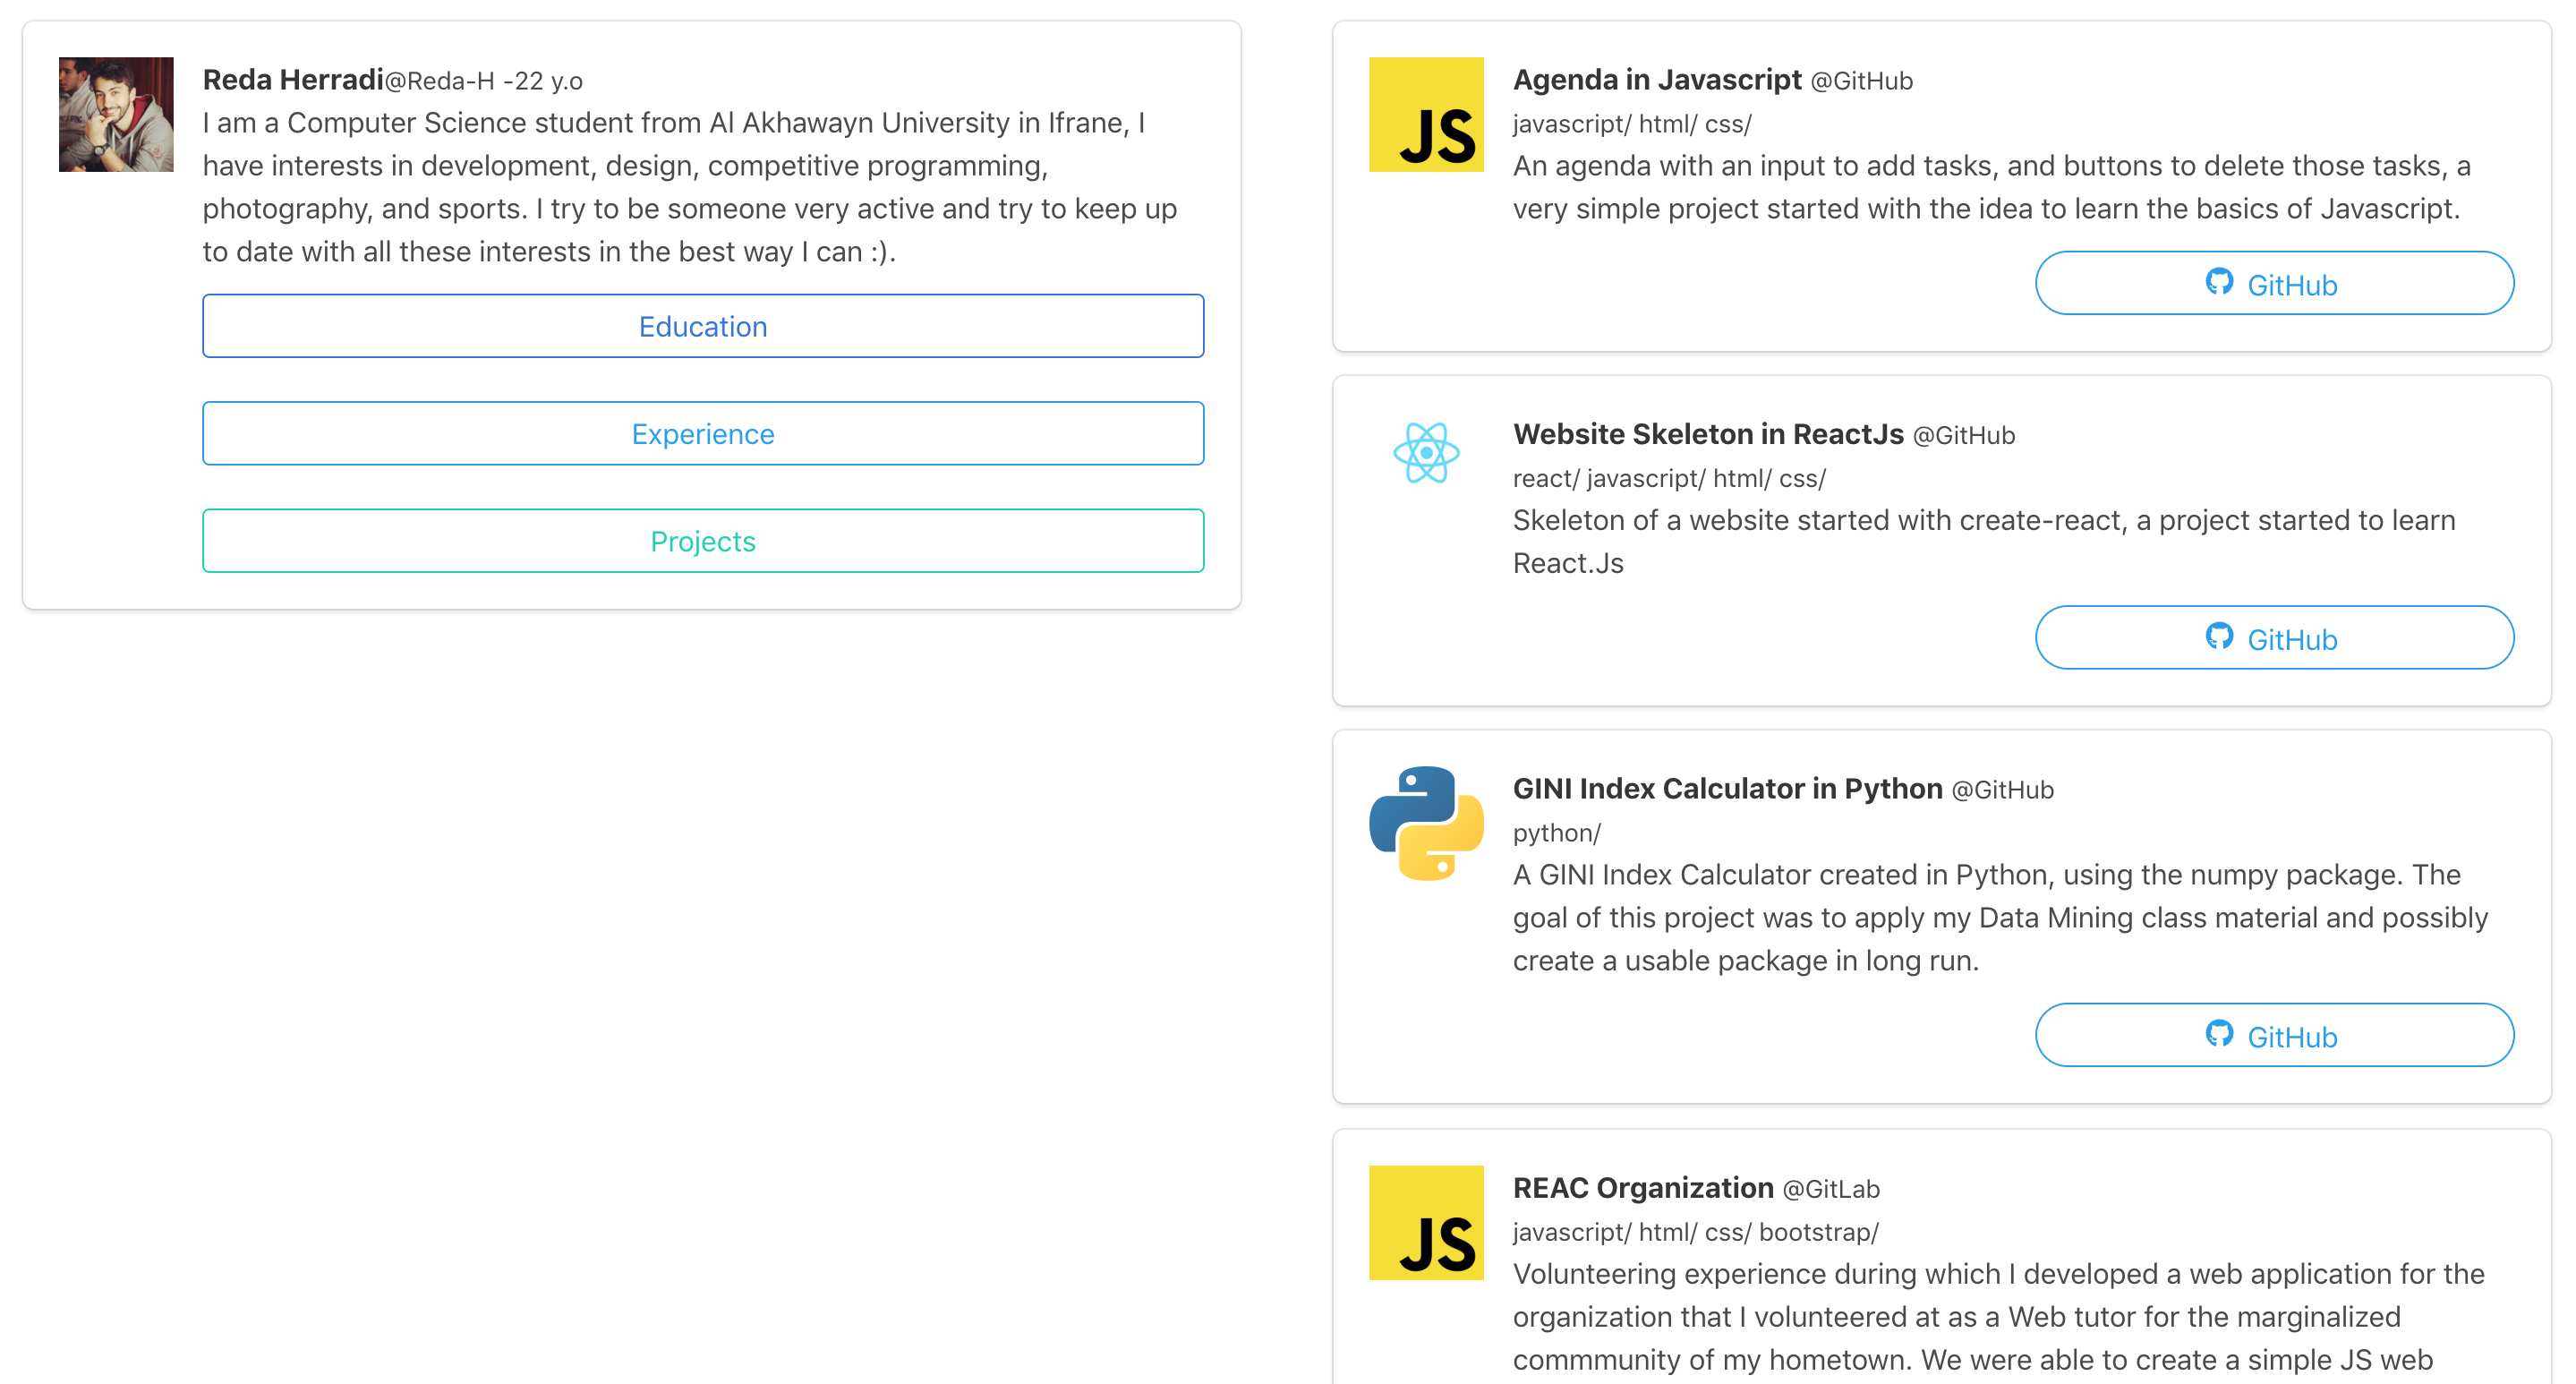 Reda Herradi@Reda-H -22 y.o
I am a Computer Science student from Al Akhawayn University in Ifrane, I
have interests in development, design, competitive programming,
photography, and sports. I try to be someone very active and try to keep up
to date with all these interests in the best way I can :).
Education
Experience
Projects
JS
Agenda in Javascript @GitHub
javascript/ html/ css/
An agenda with an input to add tasks, and buttons to delete those tasks, a
very simple project started with the idea to learn the basics of Javascript.
GitHub
Website Skeleton in ReactJs @GitHub
react/ javascript/ html/ css/
Skeleton of a website started with create-react, a project started to learn
React.Js
GitHub
GINI Index Calculator in Python @GitHub
python/
A GINI Index Calculator created in Python, using the numpy package. The
goal of this project was to apply my Data Mining class material and possibly
create a usable package in long run.
GitHub
JS
REAC Organization @GitLab
javascript/ html/ css/ bootstrap/
Volunteering experience during which I developed a web application for the
organization that I volunteered at as a Web tutor for the marginalized
commmunity of my hometown. We were able to create a simple JS web